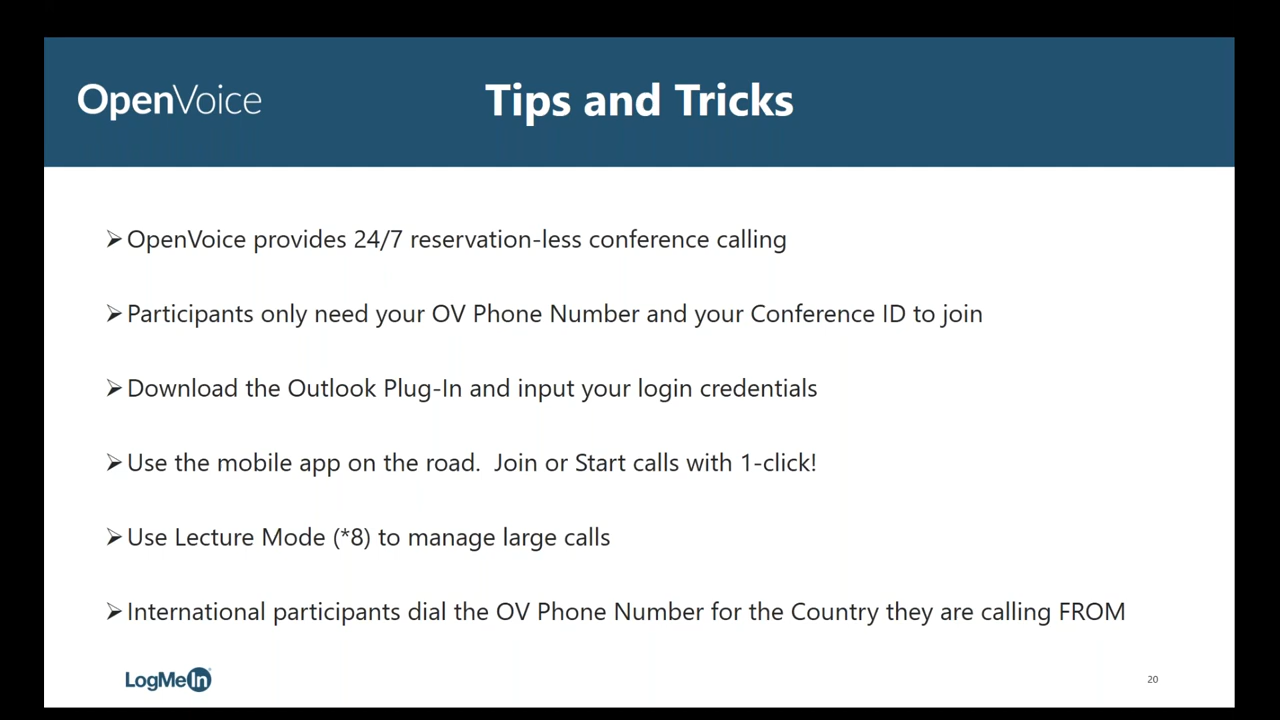 OpenVoice
Tips and Tricks
➢OpenVoice provides 24/7 reservation-less conference calling
➢Participants only need your OV Phone Number and your Conference ID to join
➢Download the Outlook Plug-In and input your login credentials
➢Use the mobile app on the road.  Join or Start calls with 1-click!
➢Use Lecture Mode (*8) to manage large calls
➢International participants dial the OV Phone Number for the Country they are calling FROM
LogMeIn
20